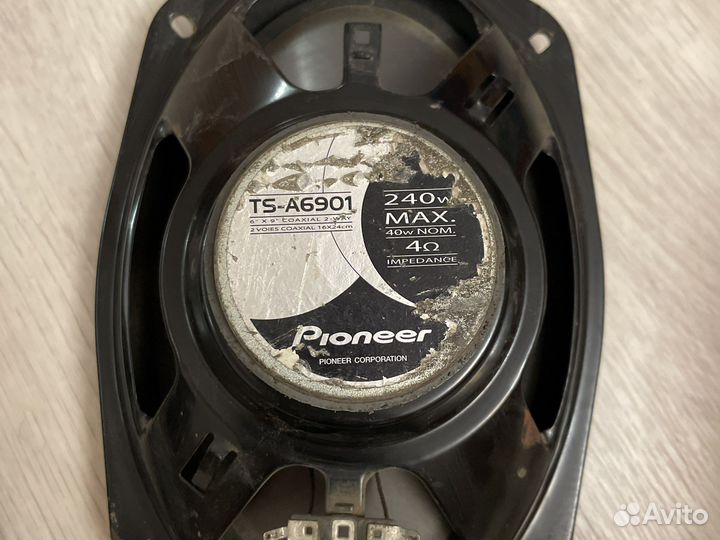 TS-A6901
6" X 9" COAXIAL 2-WAY
2 VOIES COAXIAL 16X24cm
240w
MAX.
40w NOM.
4Ω
IMPEDANCE
Pioneer
PIONEER CORPORATION
Avito